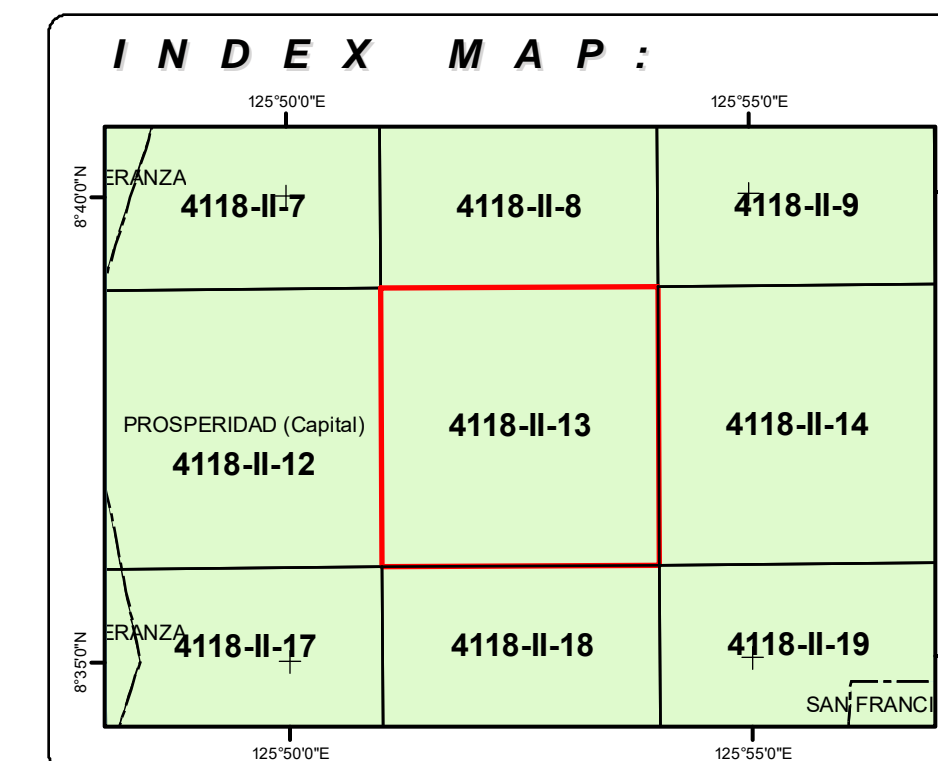 INDEX MAP:
125°50'0"E 125°55'0"E
8°40'0"N
ERANZA
4118-II-7 4118-II-8 4118-II-9
PROSPERIDAD (Capital)
4118-II-12 4118-II-13 4118-II-14
8°35'0"N
ERANZA
4118-II-17 4118-II-18 4118-II-19
SAN FRANCI
125°50'0"E 125°55'0"E